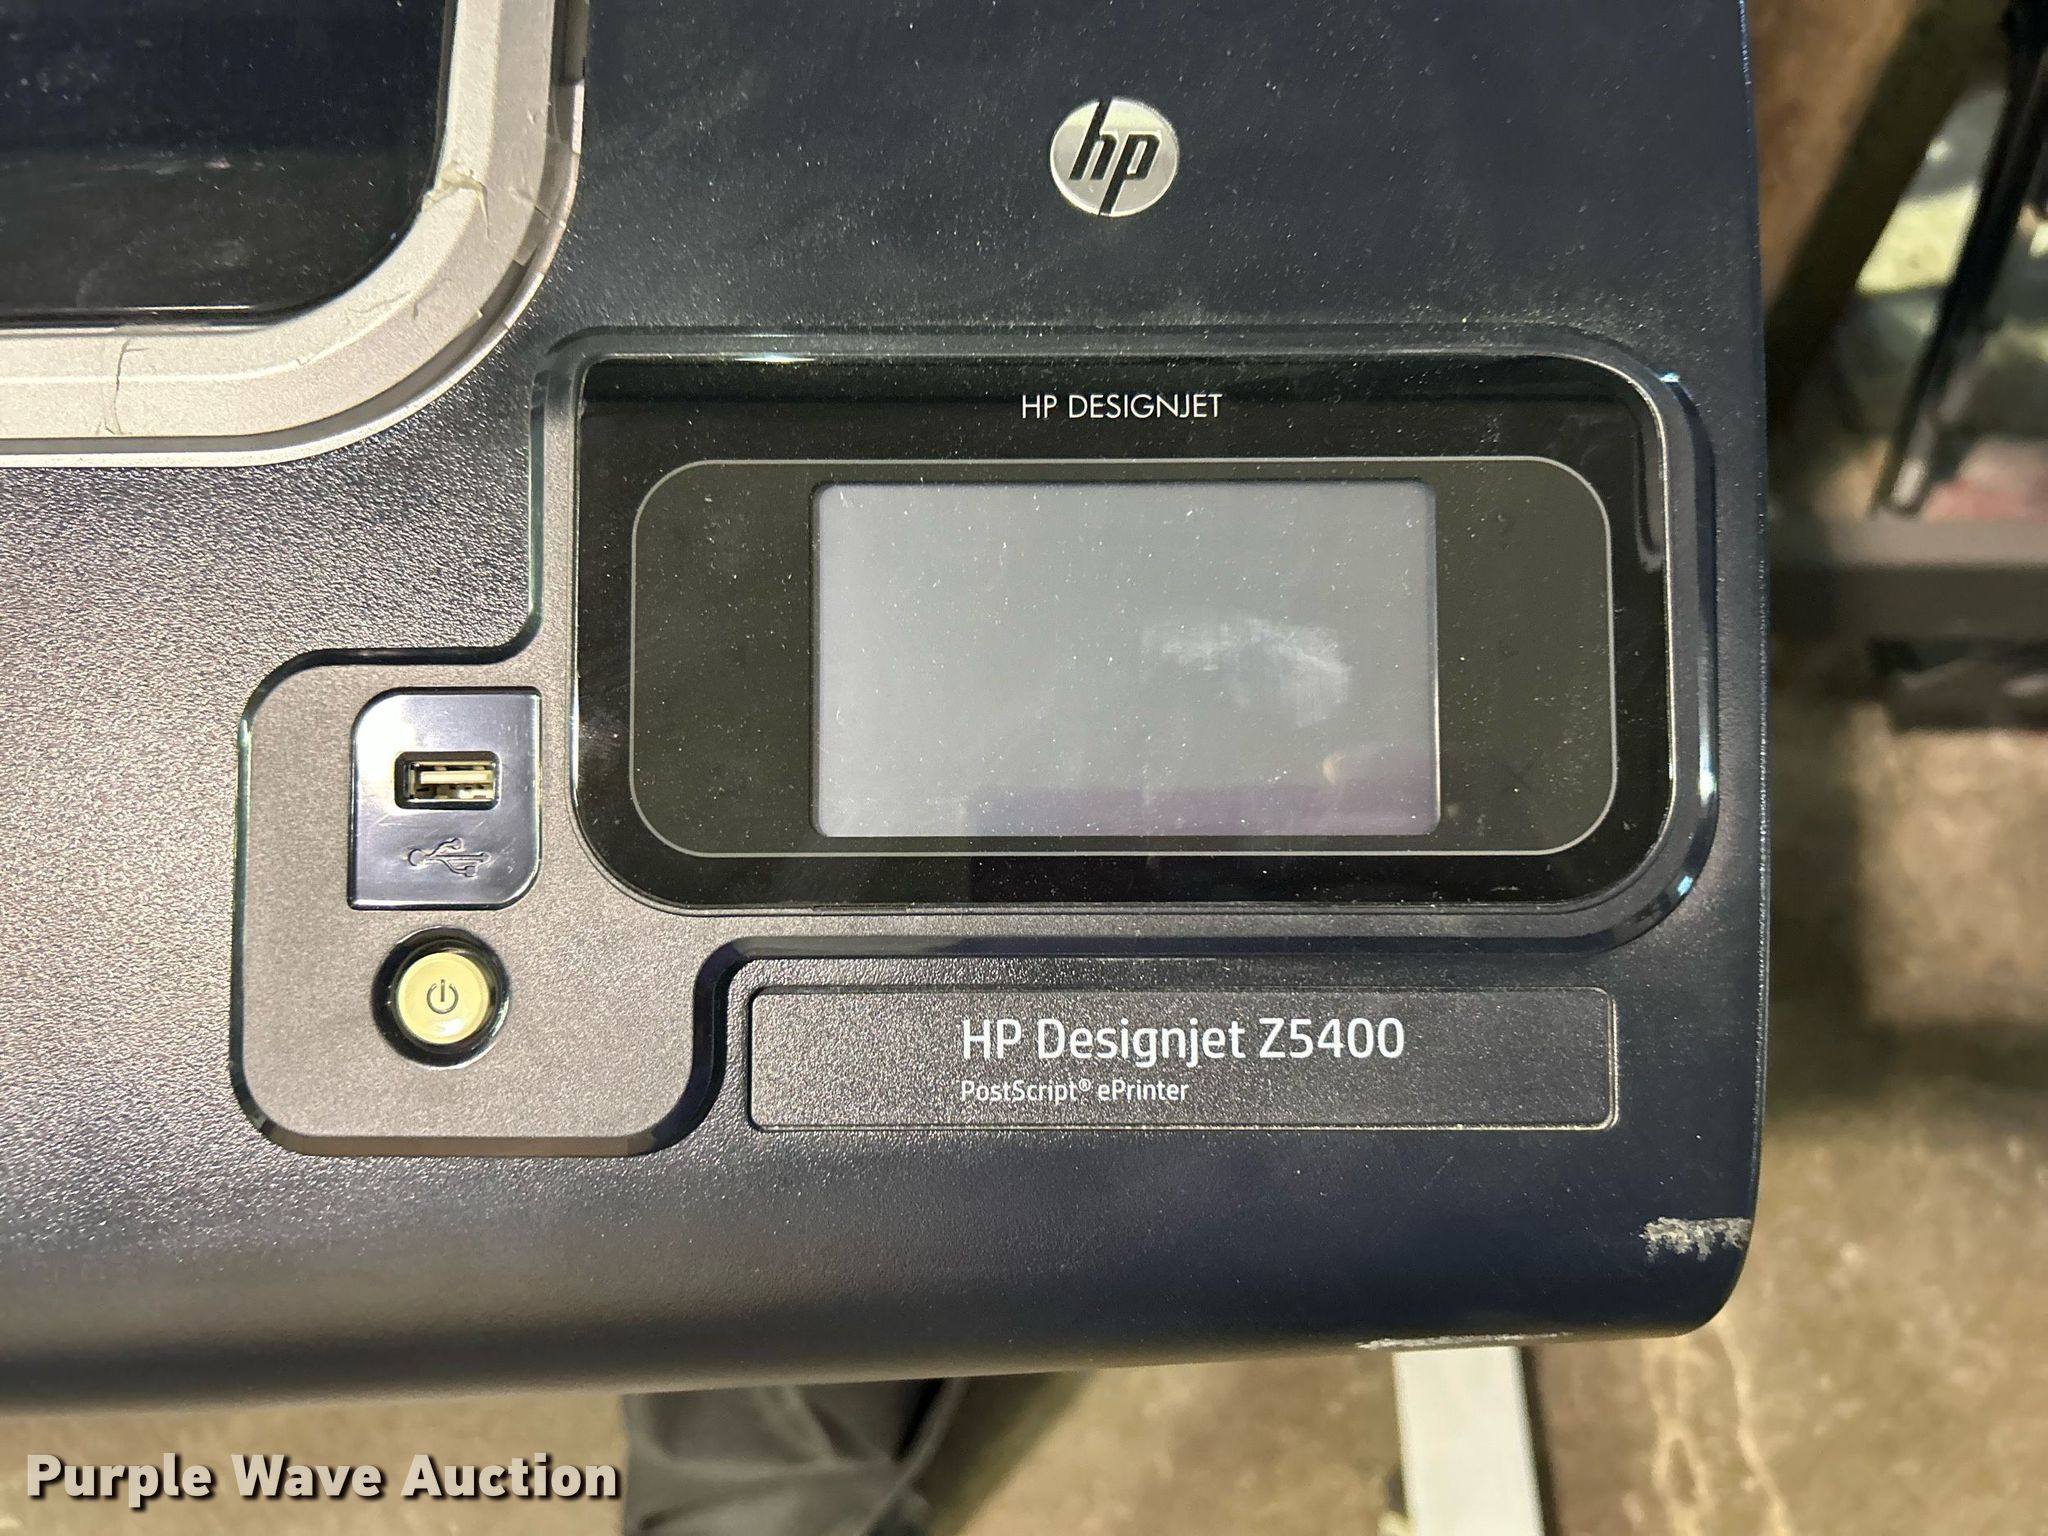 hp
HP DESIGNJET
HP Designjet Z5400
PostScript® ePrinter
Purple Wave Auction